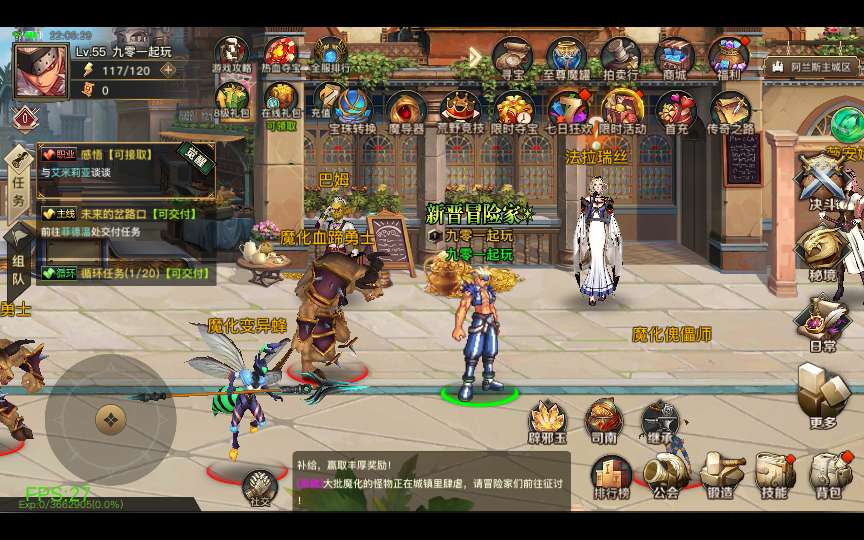 22:06:29
Lv.55 九零一起玩
117/120
0
0
游戏攻略
热血夺宝
全服排行
寻宝
至尊魔罐
拍卖行
商城
福利
阿兰斯主城区
8级礼包
在线礼包
可领取
充值
宝珠转换
魔导器
荒野竞技
限时夺宝
七日狂欢
限时活动
首充
传奇之路
任务
组队
职业 感悟【可接取】
觉醒
与艾米莉亚谈谈
主线 未来的岔路口【可交付】
前往菲德温处交付任务
循环 循环任务(1/20)【可交付】
巴姆
法拉瑞丝
魔化血蹄勇士
新晋冒险家
九零一起玩
九零一起玩
勇士
魔化变异蜂
魔化傀儡师
决斗
秘境
日常
更多
辟邪玉
司南
继承
排行榜
公会
锻造
技能
背包
社交
补给，赢取丰厚奖励!
大批魔化的怪物正在城镇里肆虐，请冒险家们前往征讨
!
FPS:27
Exp:0/3662905(0.0%)